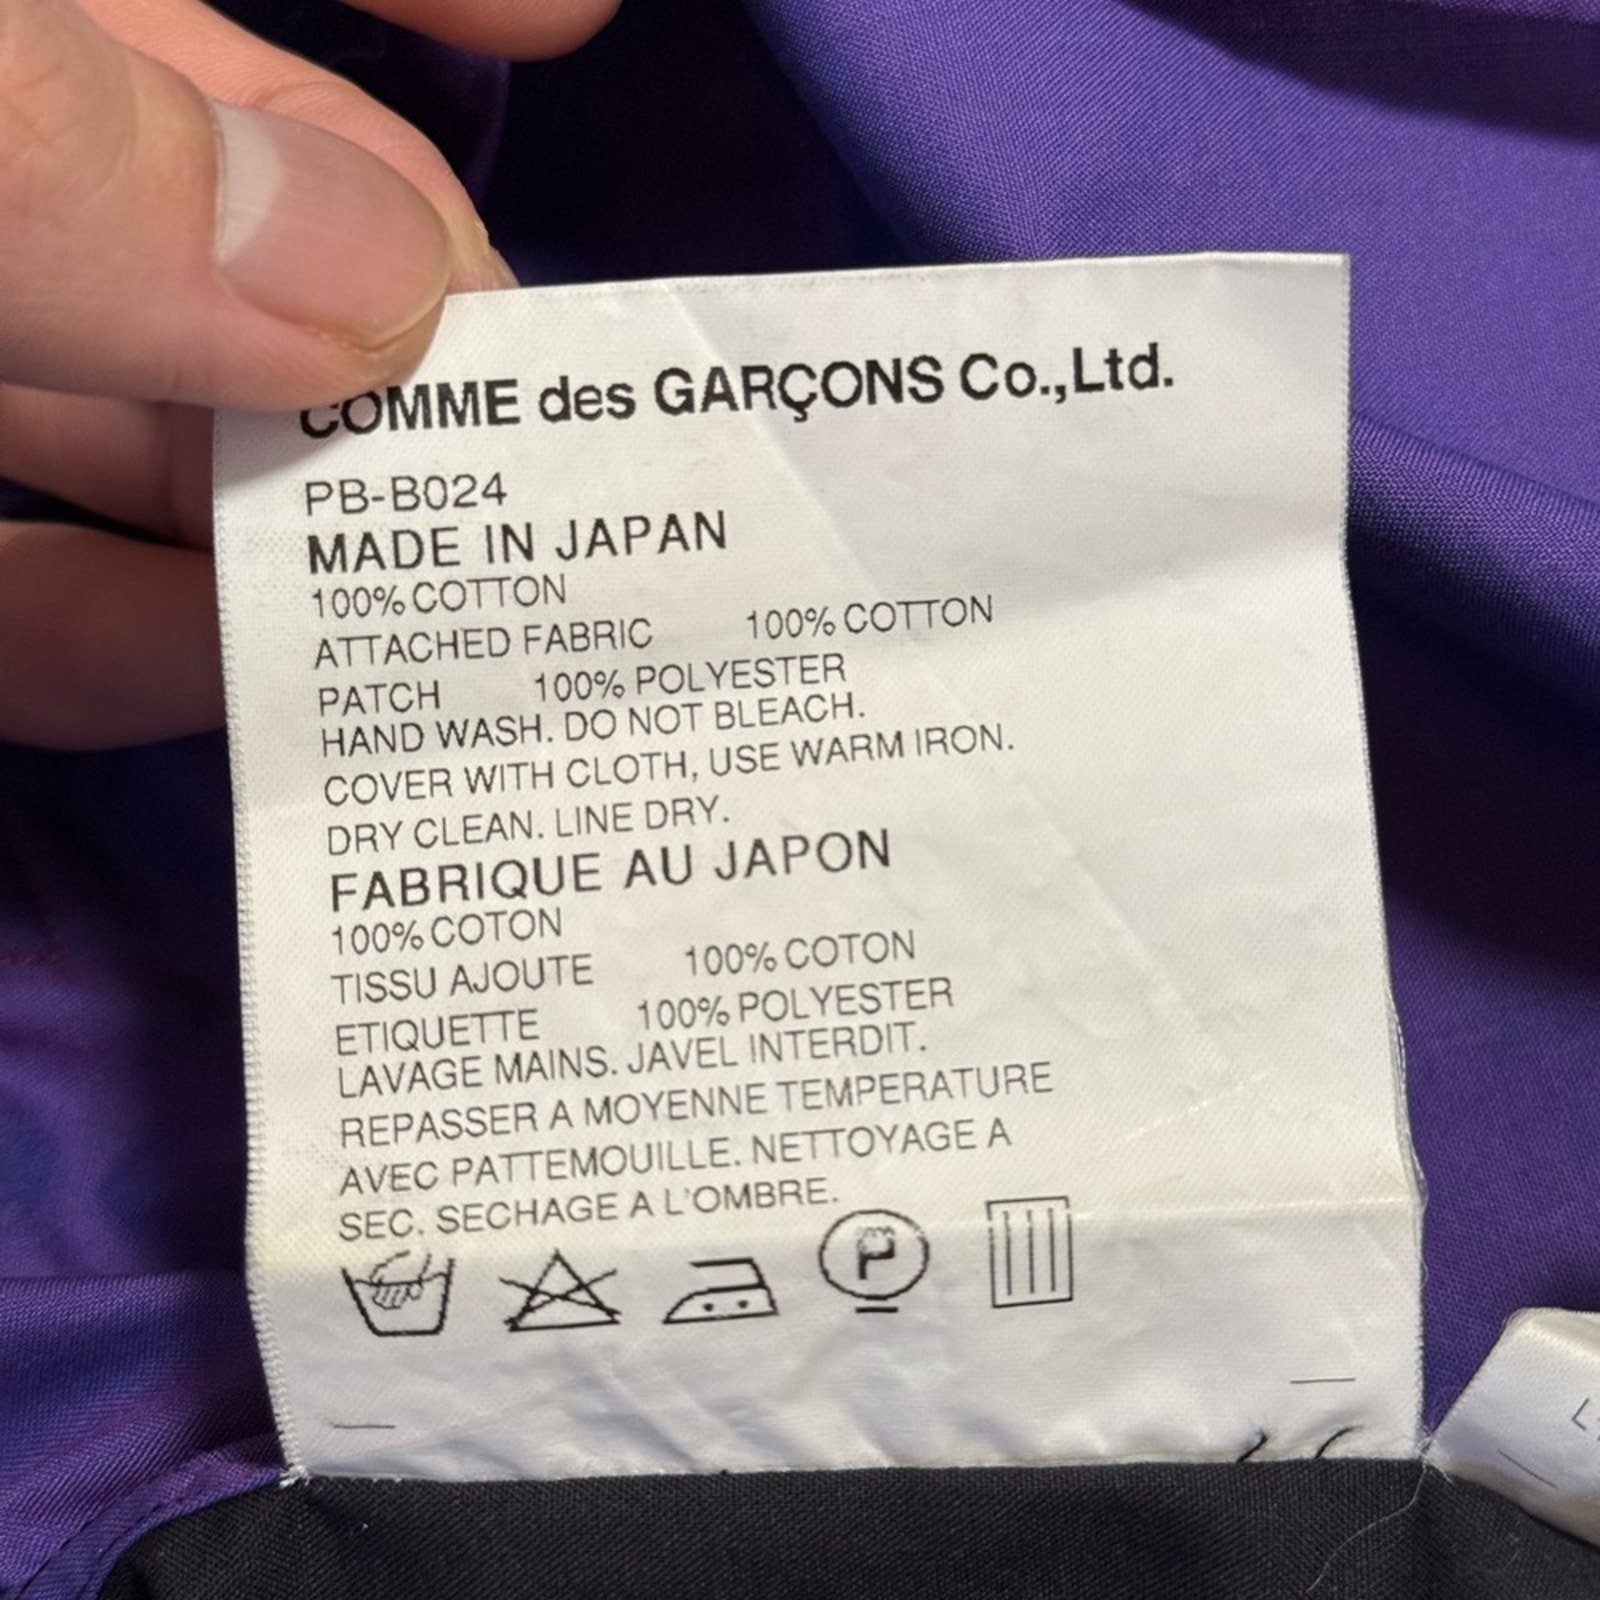 COMME des GARÇONS Co.,Ltd.
PB-B024
MADE IN JAPAN
100% COTTON
ATTACHED FABRIC 100% COTTON
PATCH 100% POLYESTER
HAND WASH. DO NOT BLEACH.
COVER WITH CLOTH, USE WARM IRON.
DRY CLEAN. LINE DRY.
FABRIQUE AU JAPON
100% COTON
TISSU AJOUTE 100% COTON
ETIQUETTE 100% POLYESTER
LAVAGE MAINS. JAVEL INTERDIT.
REPASSER A MOYENNE TEMPERATURE
AVEC PATTEMOUILLE. NETTOYAGE A
SEC. SECHAGE A L'OMBRE.
P